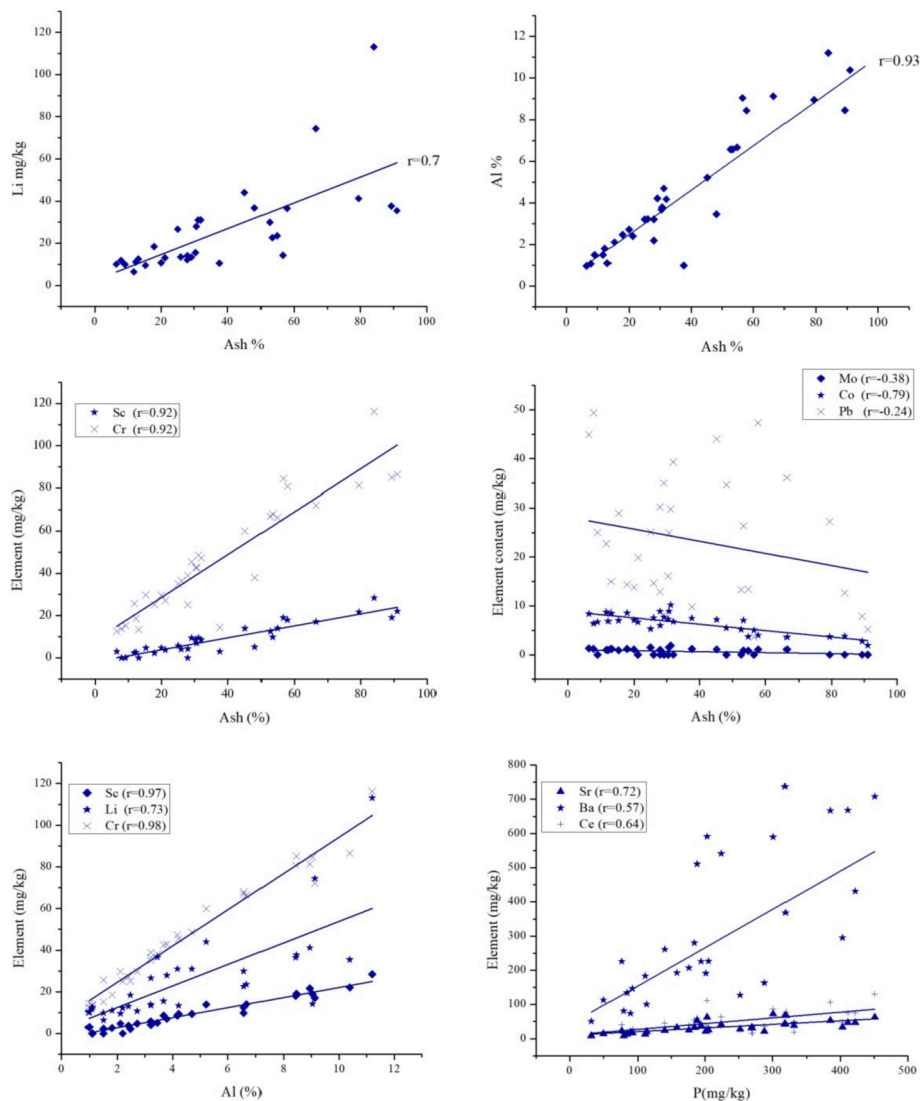 120
100
80
60
40
20
0
Li mg/kg
r=0.7
0 20 40 60 80 100
Ash %
12
10
8
6
4
2
0
Al %
r=0.93
0 20 40 60 80 100
Ash %
Sc (r=0.92)
Cr (r=0.92)
120
100
80
60
40
20
0
Element (mg/kg)
0 20 40 60 80 100
Ash (%)
Mo (r=-0.38)
Co (r=-0.79)
Pb (r=-0.24)
50
40
30
20
10
0
Element content (mg/kg)
0 20 40 60 80 100
Ash (%)
Sc (r=0.97)
Li (r=0.73)
Cr (r=0.98)
120
100
80
60
40
20
0
Element (mg/kg)
0 2 4 6 8 10 12
Al (%)
Sr (r=0.72)
Ba (r=0.57)
Ce (r=0.64)
800
700
600
500
400
300
200
100
0
Element(mg/kg)
0 100 200 300 400 500
P(mg/kg)